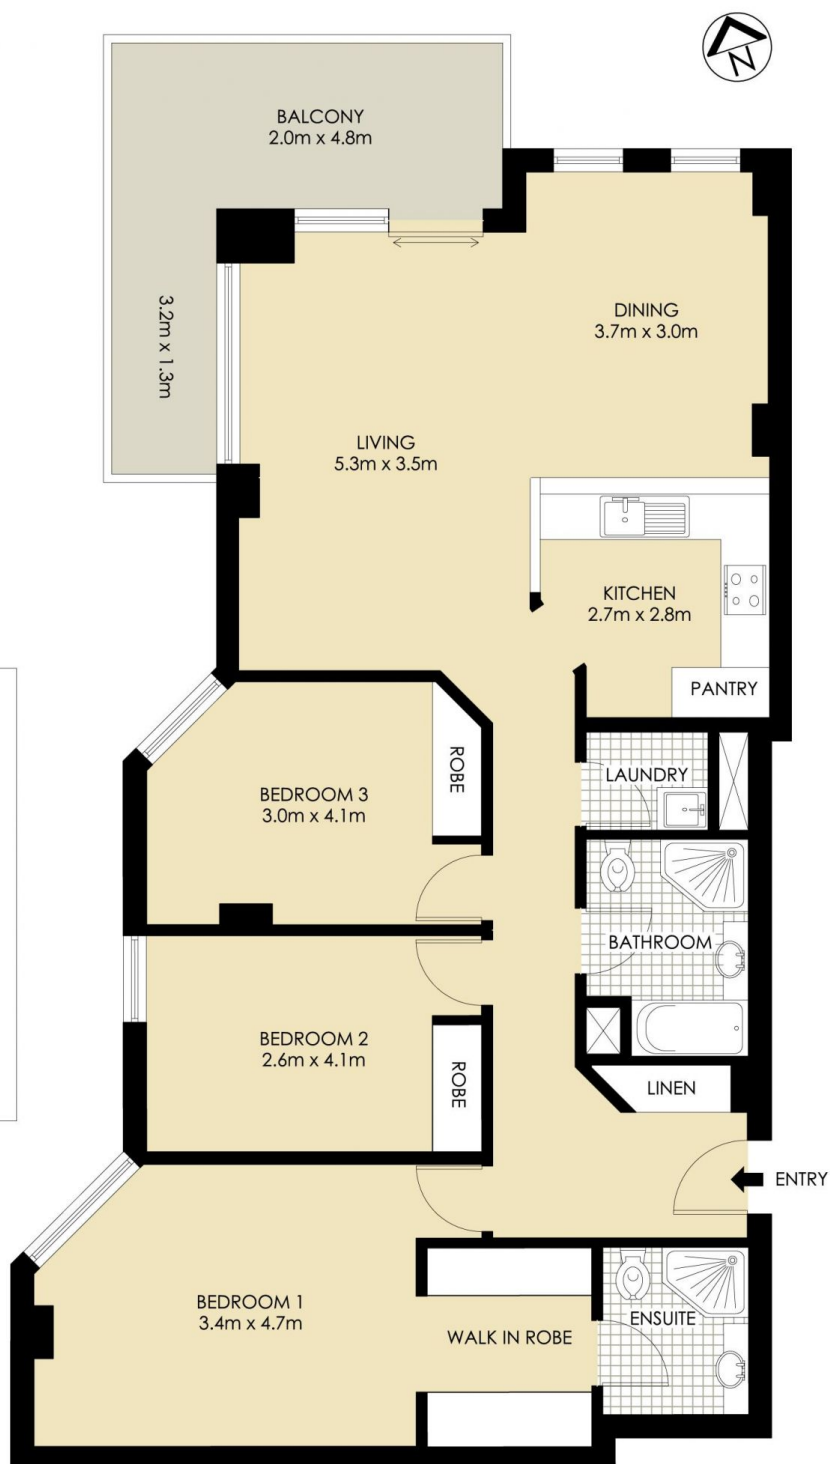 N
BALCONY
2.0m x 4.8m
3.2m x 1.3m
DINING
3.7m x 3.0m
LIVING
5.3m x 3.5m
KITCHEN
2.7m x 2.8m
PANTRY
BEDROOM 3
3.0m x 4.1m
ROBE
LAUNDRY
BATHROOM
BEDROOM 2
2.6m x 4.1m
ROBE
LINEN
ENTRY
BEDROOM 1
3.4m x 4.7m
WALK IN ROBE
ENSUITE